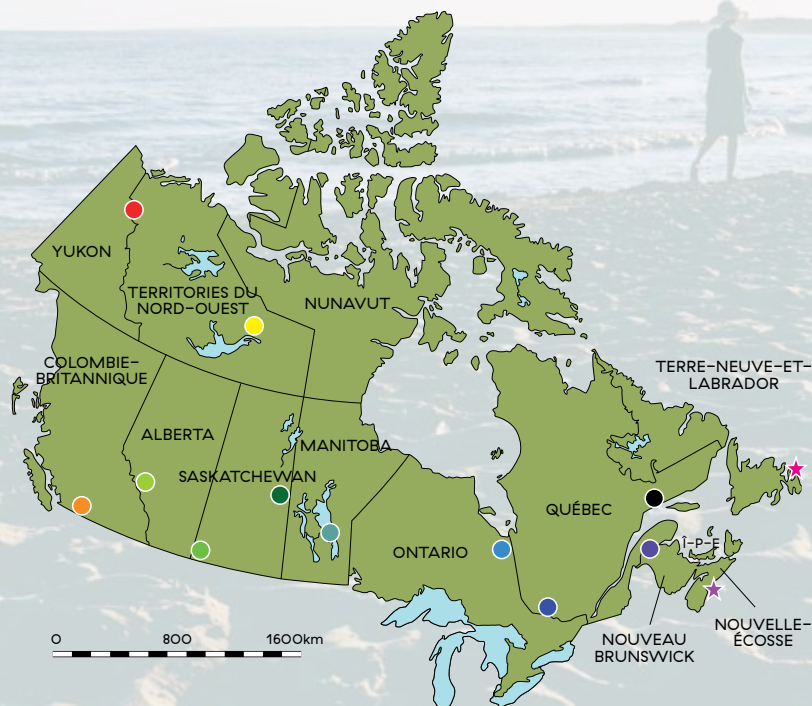 YUKON
TERRITORIES DU
NORD-OUEST
NUNAVUT
COLOMBIE-
BRITANNIQUE
TERRE-NEUVE-ET-
LABRADOR
ALBERTA
MANITOBA
SASKATCHEWAN
QUÉBEC
ONTARIO
Î-P-E
NOUVELLE-
ÉCOSSE
NOUVEAU
BRUNSWICK
0 800 1600km